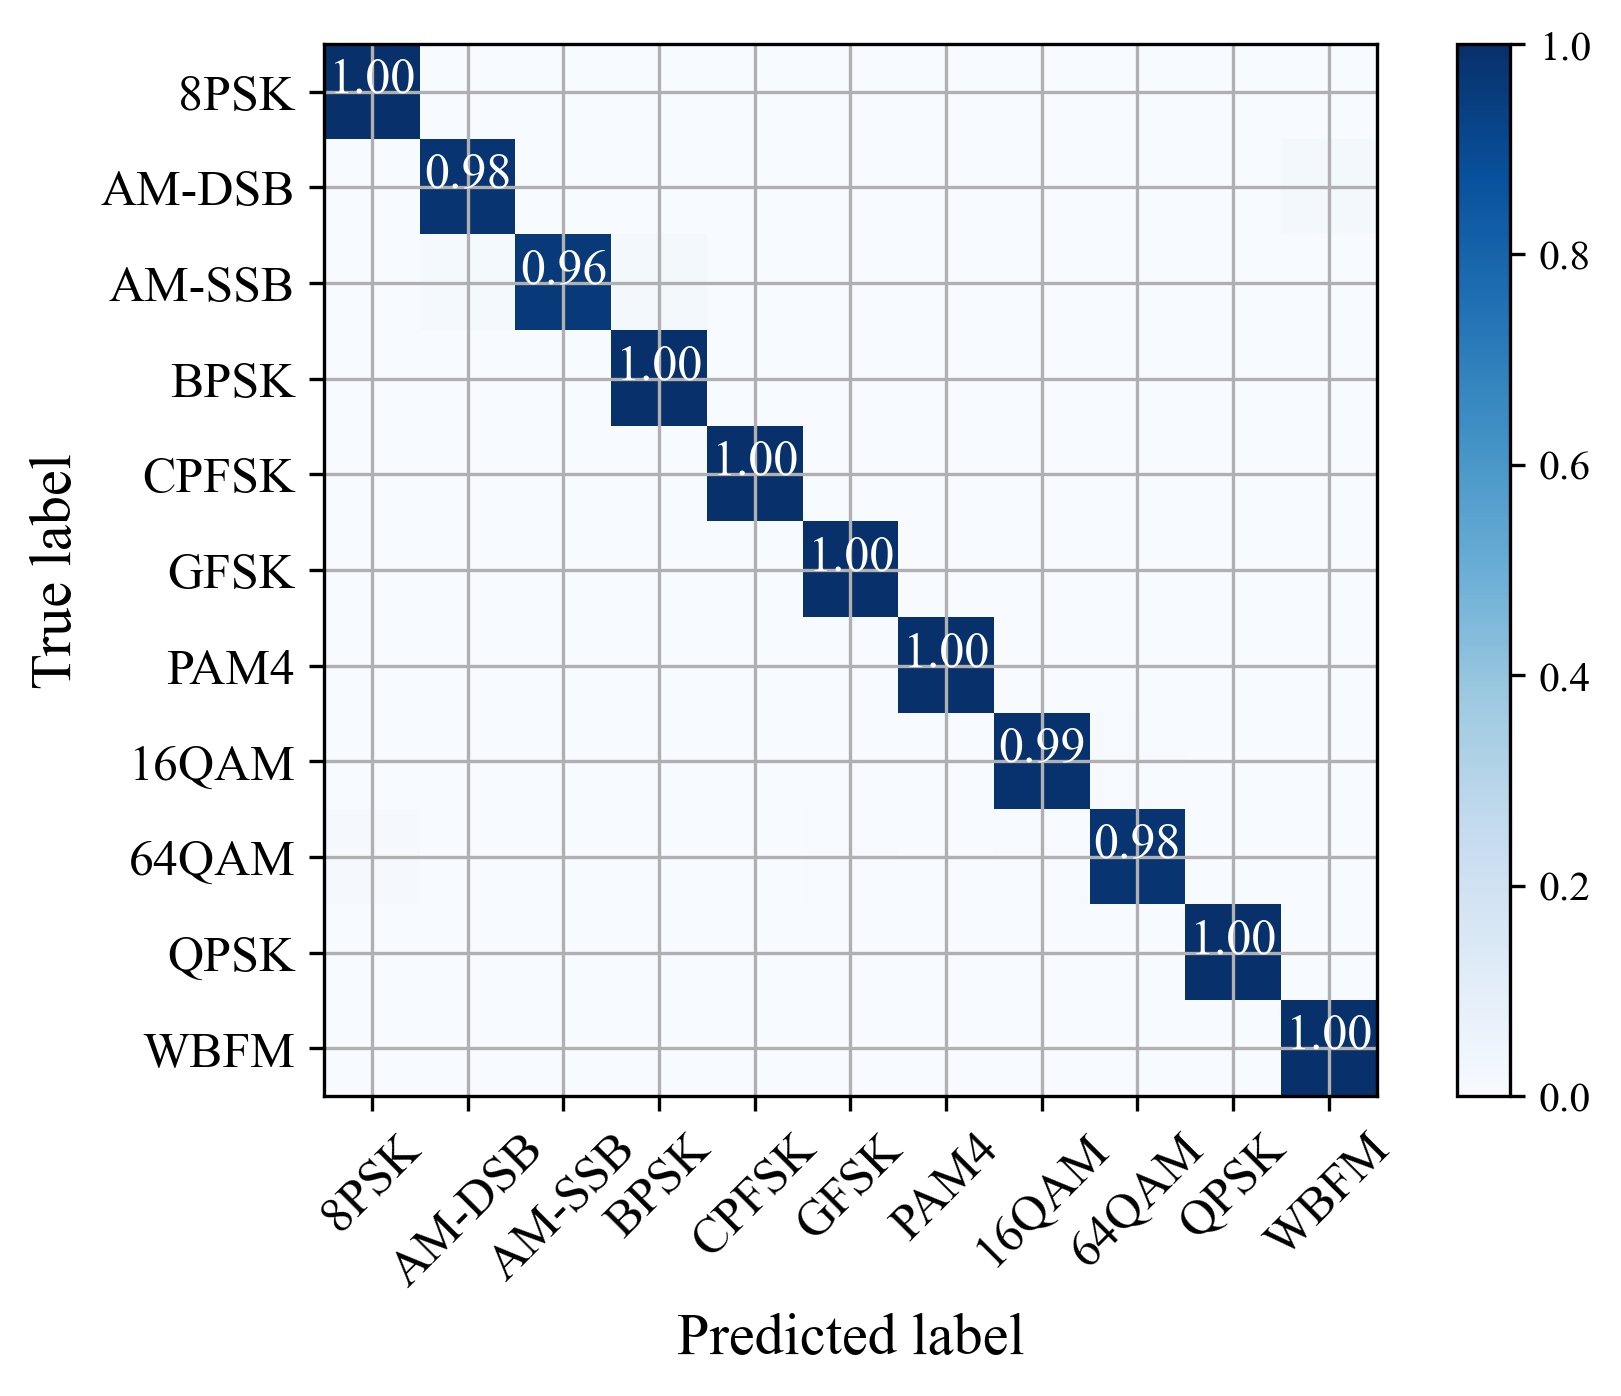 True label
8PSK
AM-DSB
AM-SSB
BPSK
CPFSK
GFSK
PAM4
16QAM
64QAM
QPSK
WBFM
1.00
0.98
0.96
1.00
1.00
1.00
1.00
0.99
0.98
1.00
1.00
8PSK
AM-DSB
AM-SSB
BPSK
CPFSK
GFSK
PAM4
16QAM
64QAM
QPSK
WBFM
Predicted label
1.0
0.8
0.6
0.4
0.2
0.0